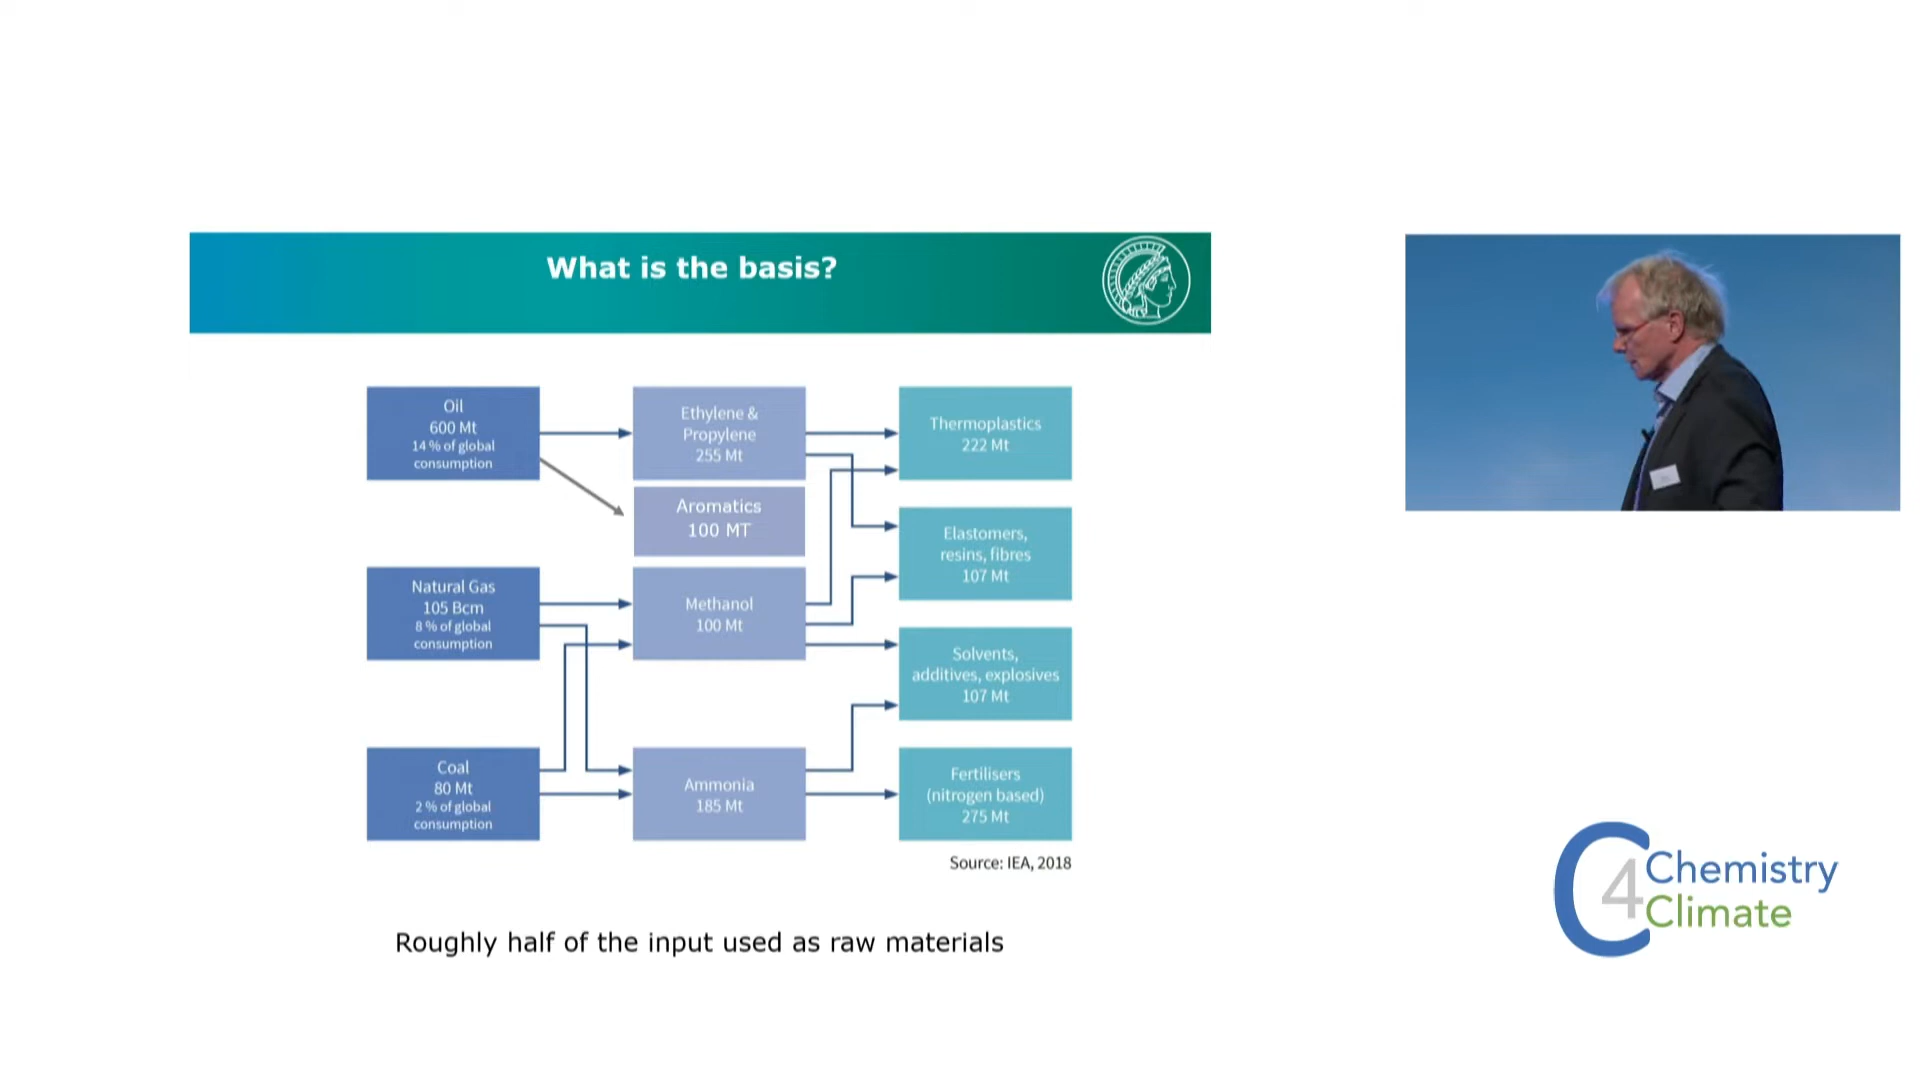 What is the basis?
Oil
600 Mt
14 % of global
consumption
Ethylene &
Propylene
255 Mt
Thermoplastics
222 Mt
Aromatics
100 MT
Elastomers,
resins, fibres
107 Mt
Natural Gas
105 Bcm
8 % of global
consumption
Methanol
100 Mt
Solvents,
additives, explosives
107 Mt
Coal
80 Mt
2 % of global
consumption
Ammonia
185 Mt
Fertilisers
(nitrogen based)
275 Mt
Source: IEA, 2018
Roughly half of the input used as raw materials
C4 Chemistry
Climate